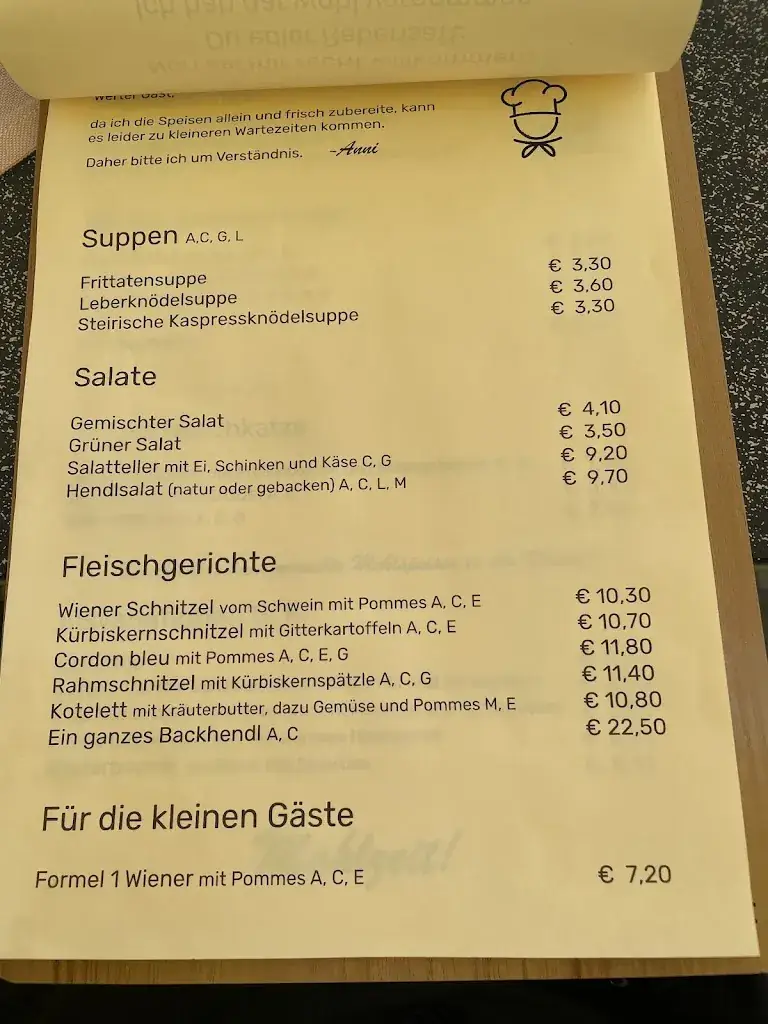 Werter Gast,
da ich die Speisen allein und frisch zubereite, kann
es leider zu kleineren Wartezeiten kommen.
Daher bitte ich um Verständnis. -Anni
Suppen A,C, G, L
Frittatensuppe € 3,30
Leberknödelsuppe € 3,60
Steirische Kaspressknödelsuppe € 3,30
Salate
Gemischter Salat € 4,10
Grüner Salat € 3,50
Salatteller mit Ei, Schinken und Käse C, G € 9,20
Hendlsalat (natur oder gebacken) A, C, L, M € 9,70
Fleischgerichte
Wiener Schnitzel vom Schwein mit Pommes A, C, E € 10,30
Kürbiskernschnitzel mit Gitterkartoffeln A, C, E € 10,70
Cordon bleu mit Pommes A, C, E, G € 11,80
Rahmschnitzel mit Kürbiskernspätzle A, C, G € 11,40
Kotelett mit Kräuterbutter, dazu Gemüse und Pommes M, E € 10,80
Ein ganzes Backhendl A, C € 22,50
Für die kleinen Gäste
Formel 1 Wiener mit Pommes A, C, E € 7,20